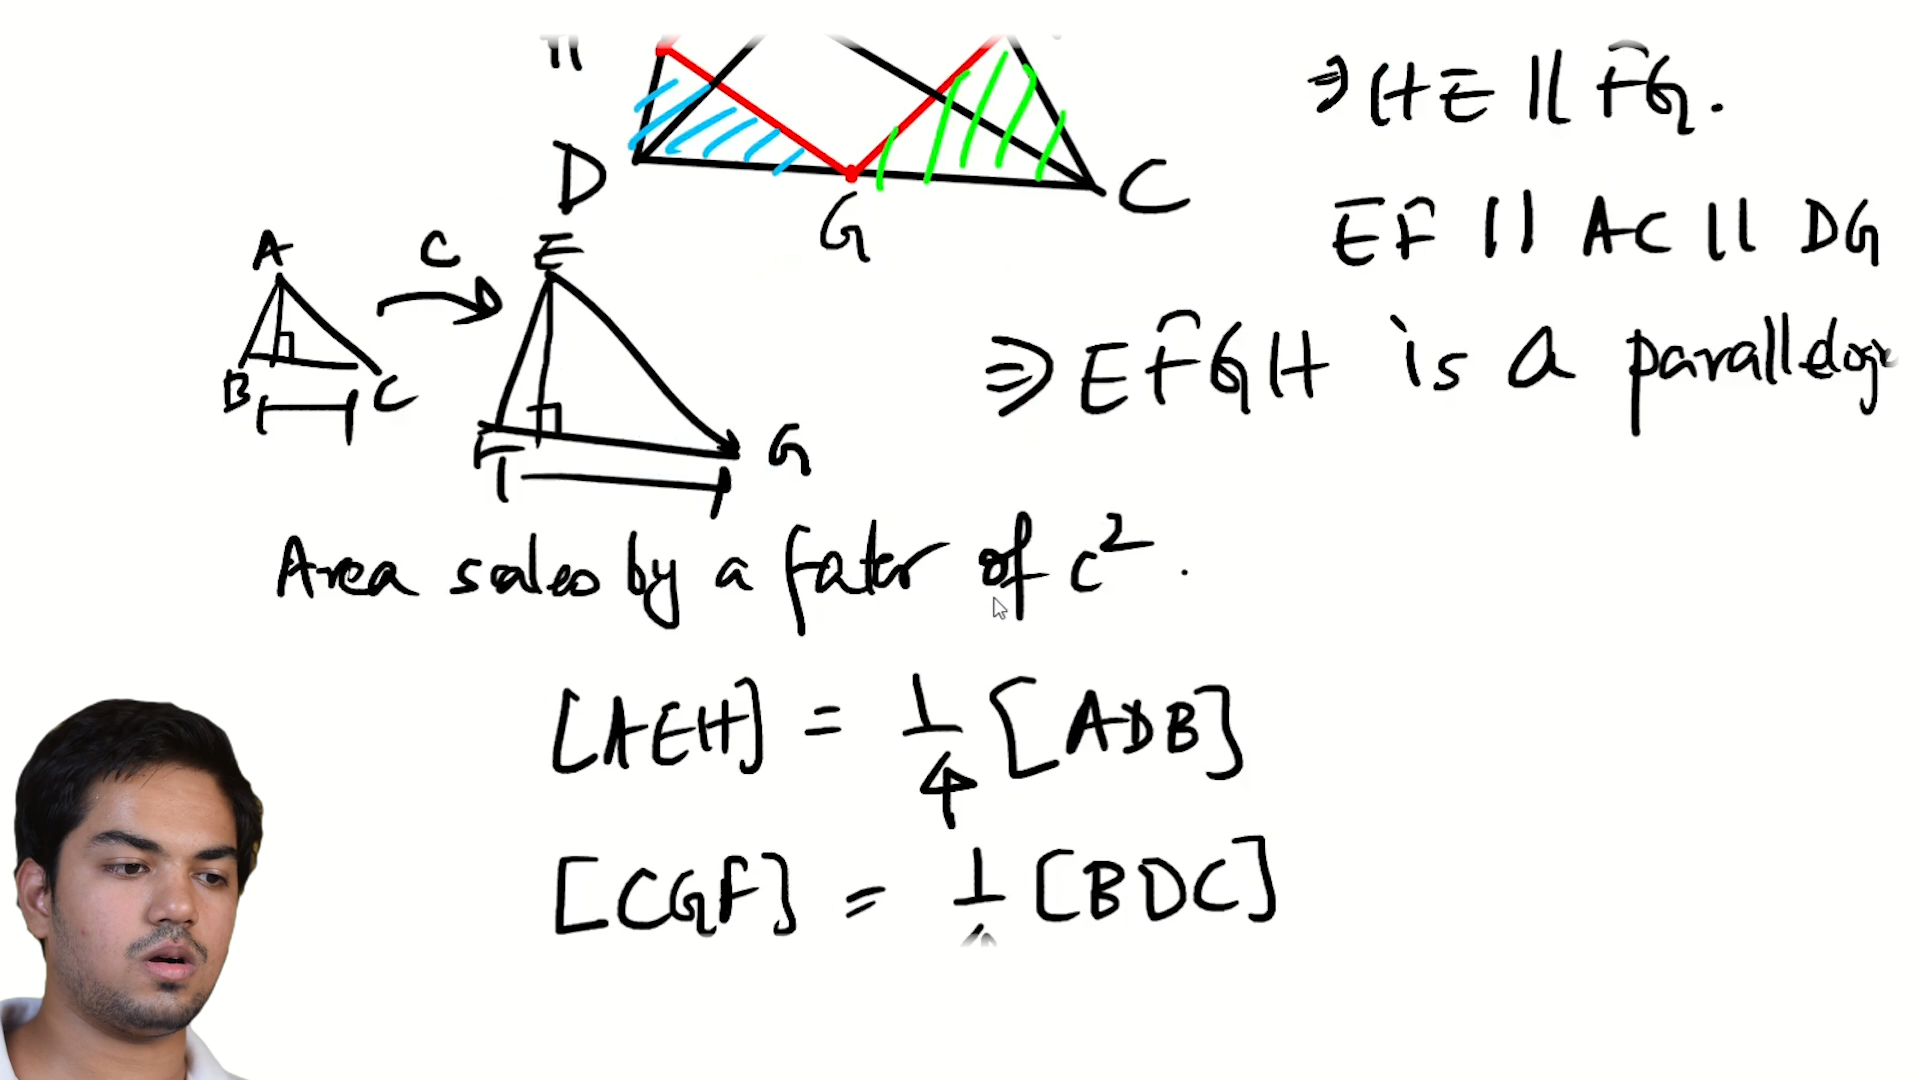 H
⇒ HE || FG.
D
G
C
EF || AC || DG
A
C
E
B
C
F
G
⇒ EFGH is a parallelog
Area scales by a fater of c².
[AEH] = 1/4 [ADB]
[CGF] = 1/4 [BDC]